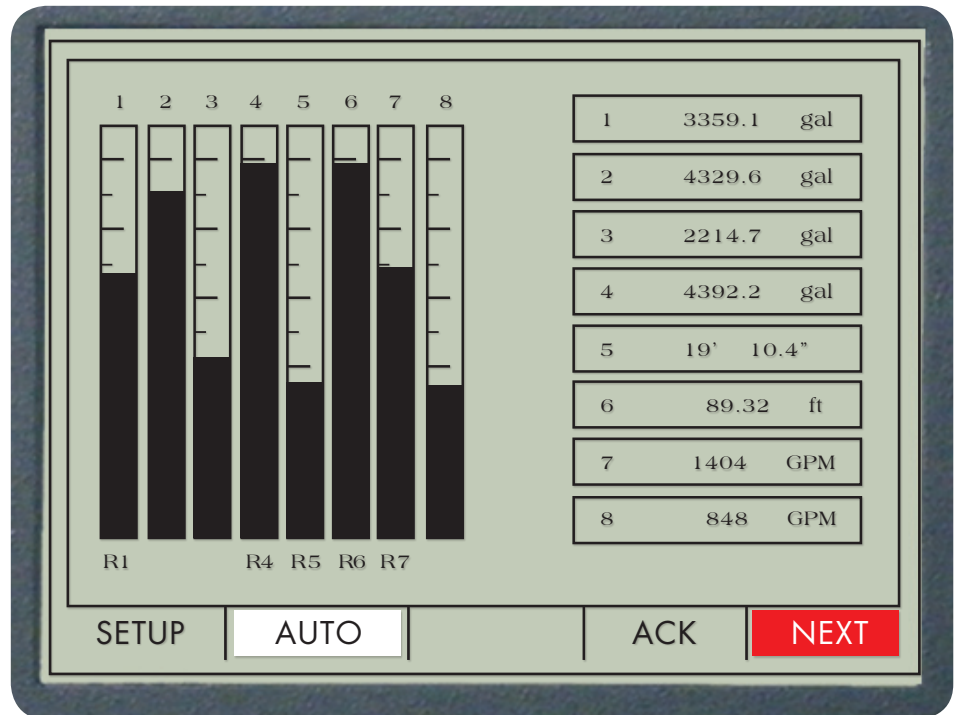 1 2 3 4 5 6 7 8
R1 R4 R5 R6 R7
1 3359.1 gal
2 4329.6 gal
3 2214.7 gal
4 4392.2 gal
5 19' 10.4"
6 89.32 ft
7 1404 GPM
8 848 GPM
SETUP AUTO ACK NEXT